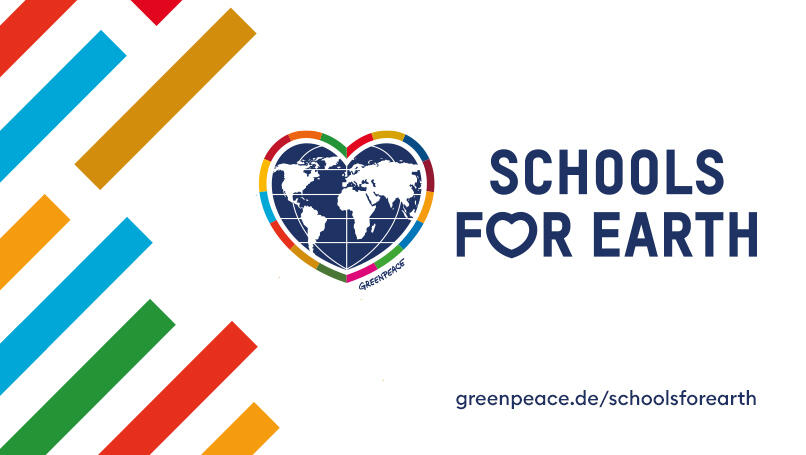 SCHOOLS
FOR EARTH
GREENPEACE
greenpeace.de/schoolsforearth